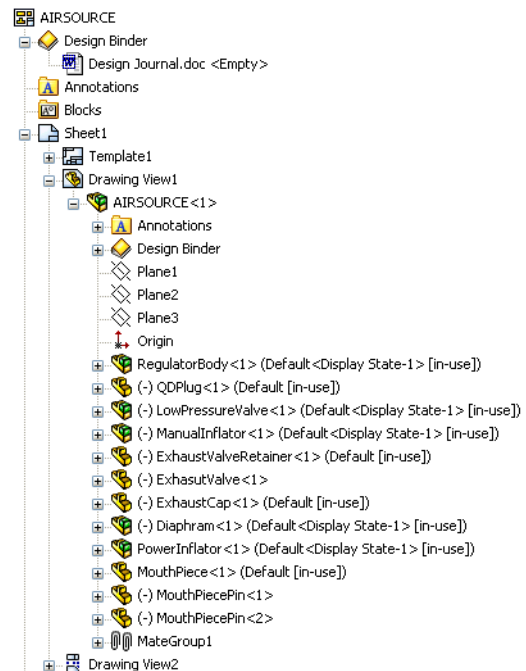 AIRSOURCE
Design Binder
Design Journal.doc <Empty>
Annotations
Blocks
Sheet1
Template1
Drawing View1
AIRSOURCE<1>
Annotations
Design Binder
Plane1
Plane2
Plane3
Origin
RegulatorBody<1> (Default<Display State-1> [in-use])
(-) QDPlug<1> (Default [in-use])
(-) LowPressureValve<1> (Default<Display State-1> [in-use])
(-) ManualInflator<1> (Default<Display State-1> [in-use])
(-) ExhaustValveRetainer<1> (Default [in-use])
(-) ExhasutValve<1>
(-) ExhaustCap<1> (Default [in-use])
(-) Diaphram<1> (Default<Display State-1> [in-use])
PowerInflator<1> (Default<Display State-1> [in-use])
MouthPiece<1> (Default [in-use])
(-) MouthPiecePin<1>
(-) MouthPiecePin<2>
MateGroup1
Drawing View2